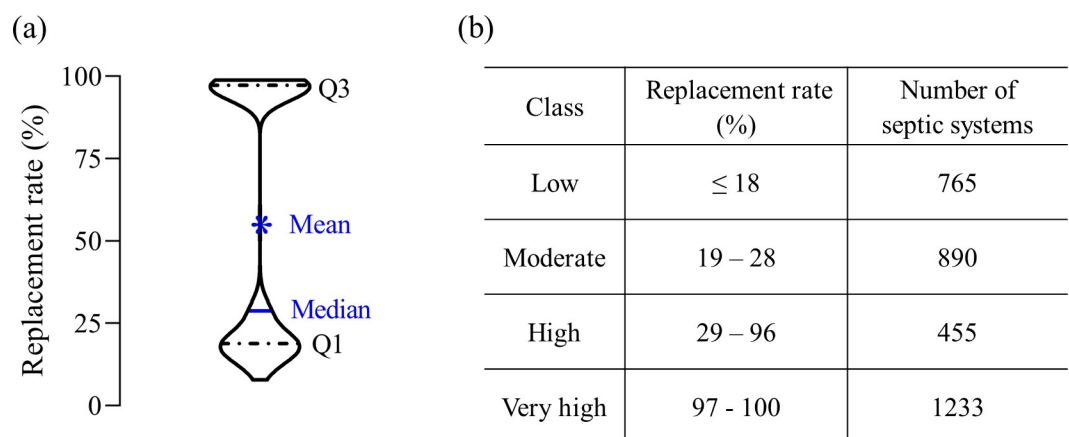 (a)
Replacement rate (%)
100
75
50
25
0
Q3
Mean
Median
Q1
(b)
Class
Replacement rate
(%)
Number of
septic systems
Low
≤ 18
765
Moderate
19 – 28
890
High
29 – 96
455
Very high
97 - 100
1233